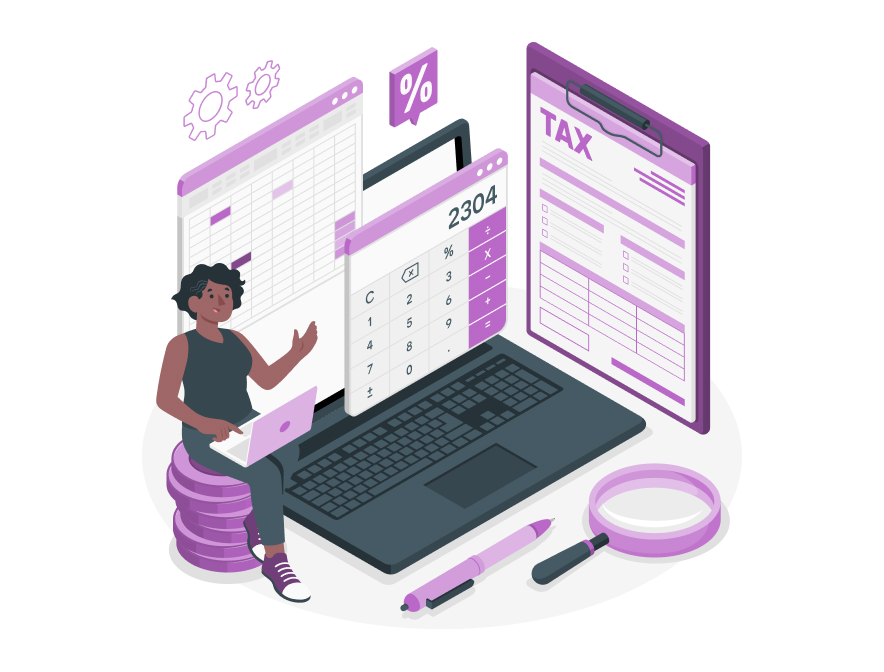 %
TAX
2304
C ⌫ % ÷
1 2 3 X
4 5 6 -
7 8 9 +
± 0 . =